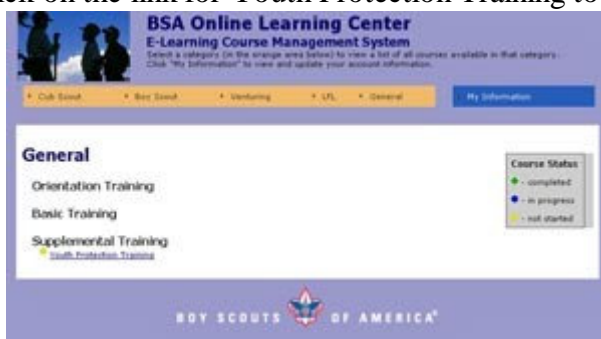 ck on the link for Youth Protection Training to
BSA Online Learning Center
E-Learning Course Management System
Select a category (in the orange area below) to view a list of all courses available in that category.
Click "My Information" to view and update your account information.
Cub Scout Boy Scout Venturing LFL General My Information
General
Course Status
Orientation Training
- completed
Basic Training
- in progress
- not started
Supplemental Training
Youth Protection Training
BOY SCOUTS OF AMERICA®